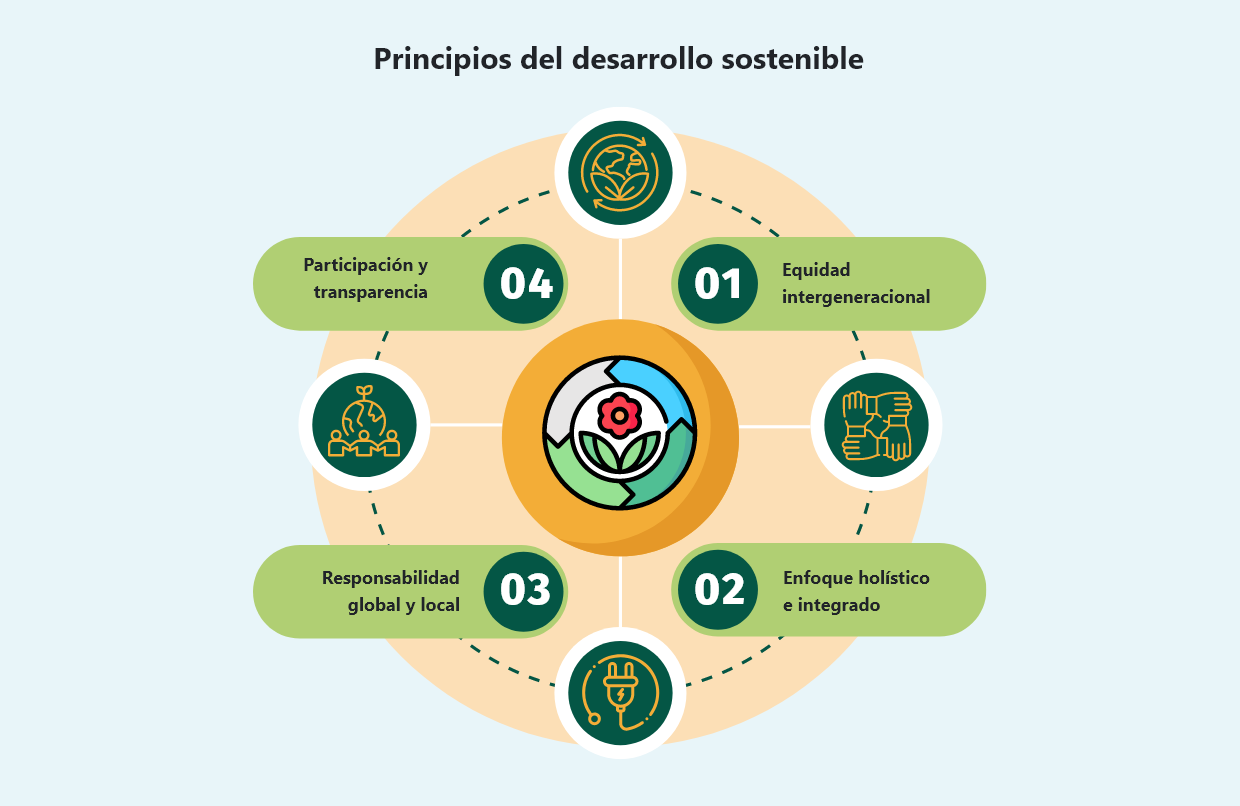 Principios del desarrollo sostenible
01
Equidad
intergeneracional
02
Enfoque holístico
e integrado
03
Responsabilidad
global y local
04
Participación y
transparencia